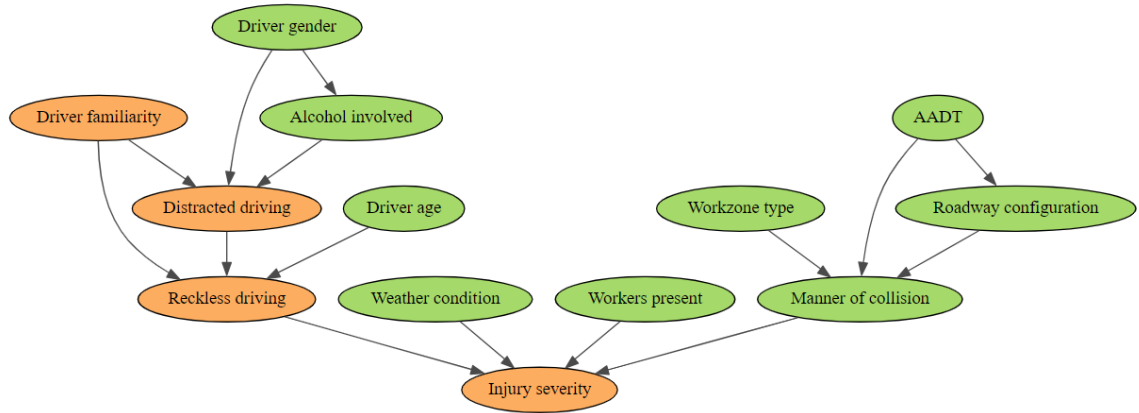 Driver gender
Driver familiarity
Alcohol involved
AADT
Distracted driving
Driver age
Workzone type
Roadway configuration
Reckless driving
Weather condition
Workers present
Manner of collision
Injury severity